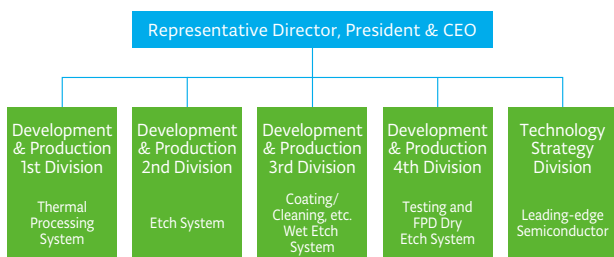 Representative Director, President & CEO
Development
& Production
1st Division
Thermal
Processing
System
Development
& Production
2nd Division
Etch System
Development
& Production
3rd Division
Coating/
Cleaning, etc.
Wet Etch
System
Development
& Production
4th Division
Testing and
FPD Dry
Etch System
Technology
Strategy
Division
Leading-edge
Semiconductor